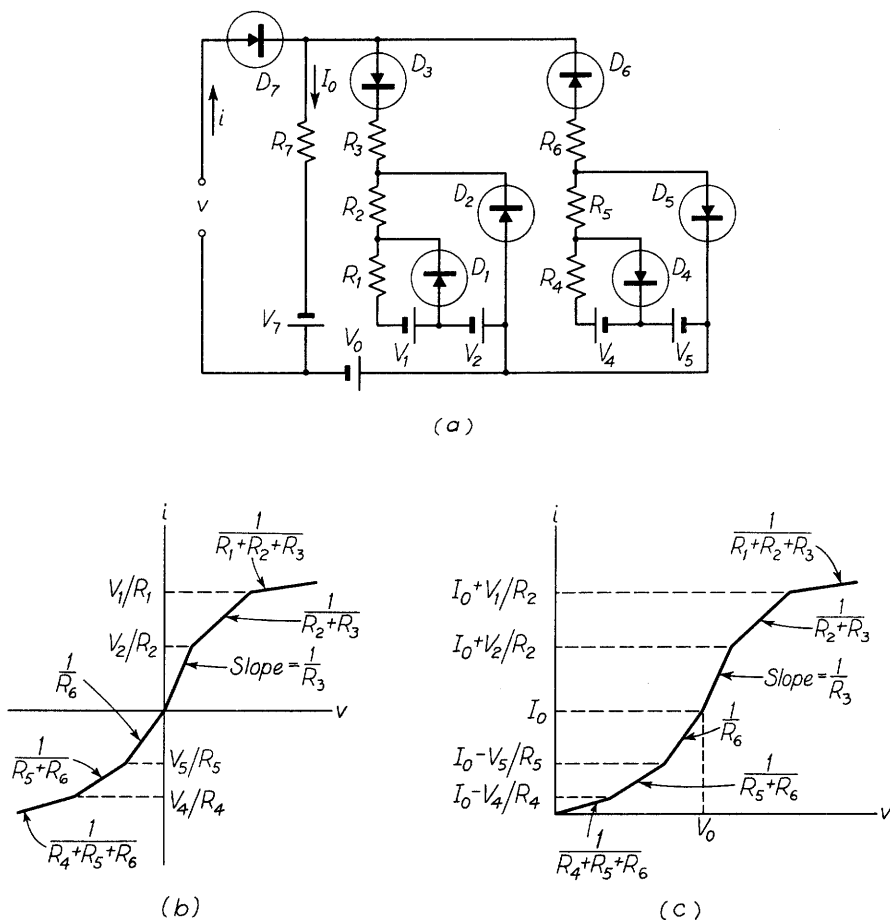 D7
D3
D6
I0
i
R7
R3
R6
v
R2
D2
R5
D5
R1
D1
R4
D4
V7
V0
V1
V2
V4
V5
(a)
i
1/(R1+R2+R3)
V1/R1
1/(R2+R3)
V2/R2
Slope=1/R3
1/R6
v
1/(R5+R6)
V5/R5
V4/R4
1/(R4+R5+R6)
(b)
i
1/(R1+R2+R3)
I0+V1/R2
1/(R2+R3)
I0+V2/R2
Slope=1/R3
I0
1/R6
I0-V5/R5
1/(R5+R6)
I0-V4/R4
V0
v
1/(R4+R5+R6)
(c)